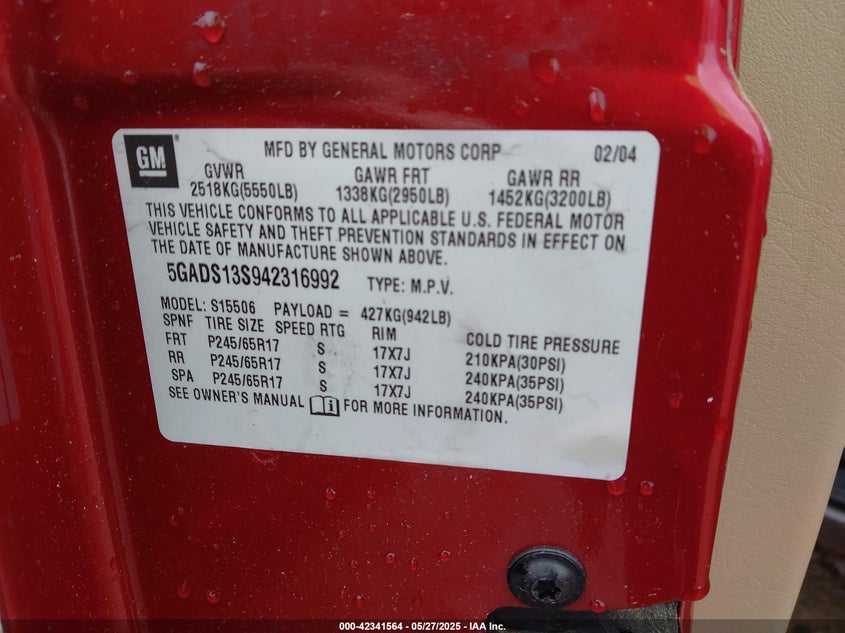 GM ®
MFD BY GENERAL MOTORS CORP 02/04
GVWR GAWR FRT GAWR RR
2518KG(5550LB) 1338KG(2950LB) 1452KG(3200LB)
THIS VEHICLE CONFORMS TO ALL APPLICABLE U.S. FEDERAL MOTOR
VEHICLE SAFETY AND THEFT PREVENTION STANDARDS IN EFFECT ON
THE DATE OF MANUFACTURE SHOWN ABOVE.
5GADS13S942316992 TYPE: M.P.V.
MODEL: S15506 PAYLOAD = 427KG(942LB)
SPNF TIRE SIZE SPEED RTG RIM COLD TIRE PRESSURE
FRT P245/65R17 S 17X7J 210KPA(30PSI)
RR P245/65R17 S 17X7J 240KPA(35PSI)
SPA P245/65R17 S 17X7J 240KPA(35PSI)
SEE OWNER'S MANUAL FOR MORE INFORMATION.
000-42341564 / 05/27/2025 - IAA Inc.